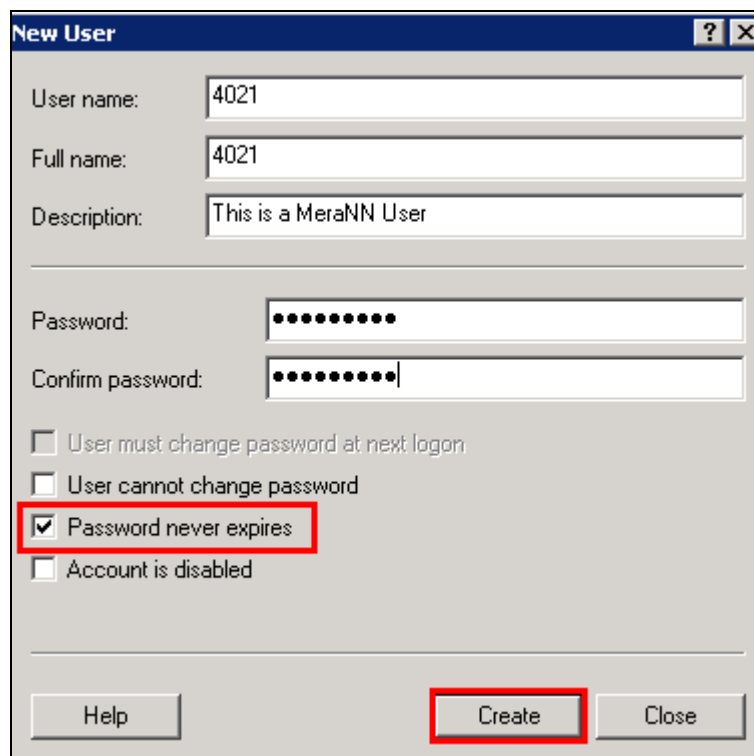 New User
User name: 4021
Full name: 4021
Description: This is a MeraNN User
Password: ●●●●●●●●●
Confirm password: ●●●●●●●●●
User must change password at next logon
User cannot change password
Password never expires
Account is disabled
Help Create Close